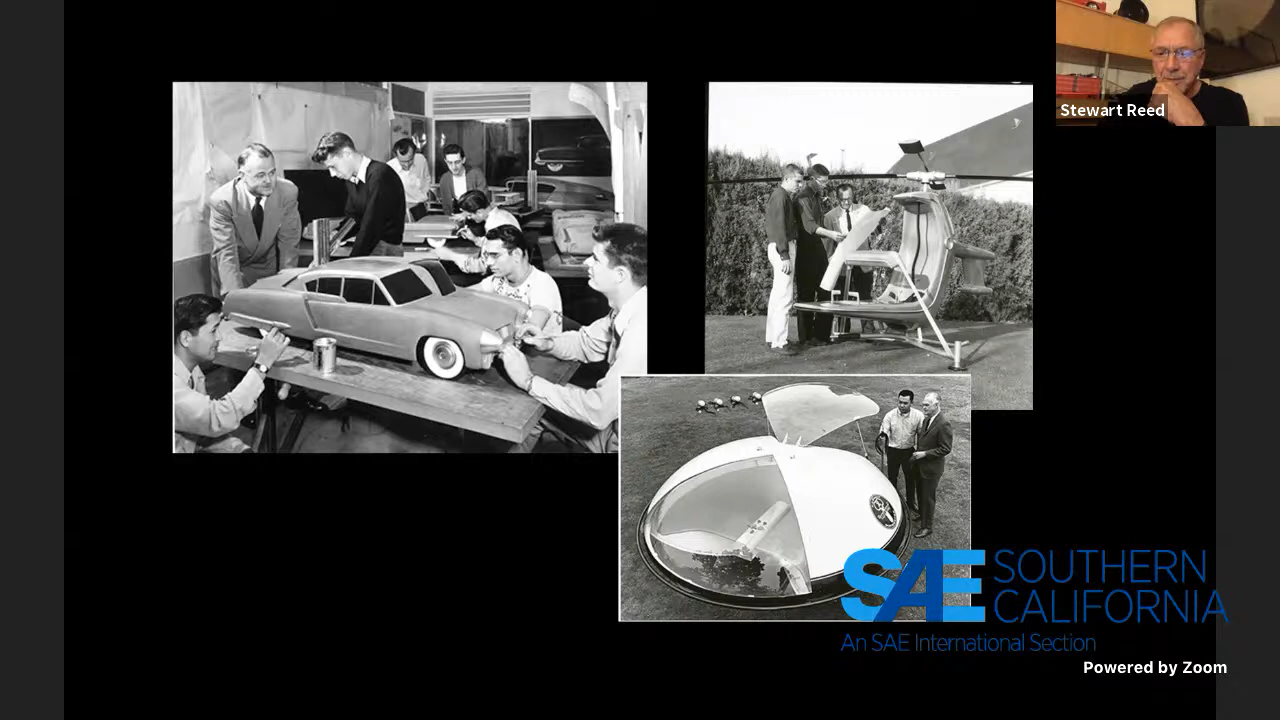 Stewart Reed
SAE SOUTHERN
CALIFORNIA
An SAE International Section
Powered by Zoom